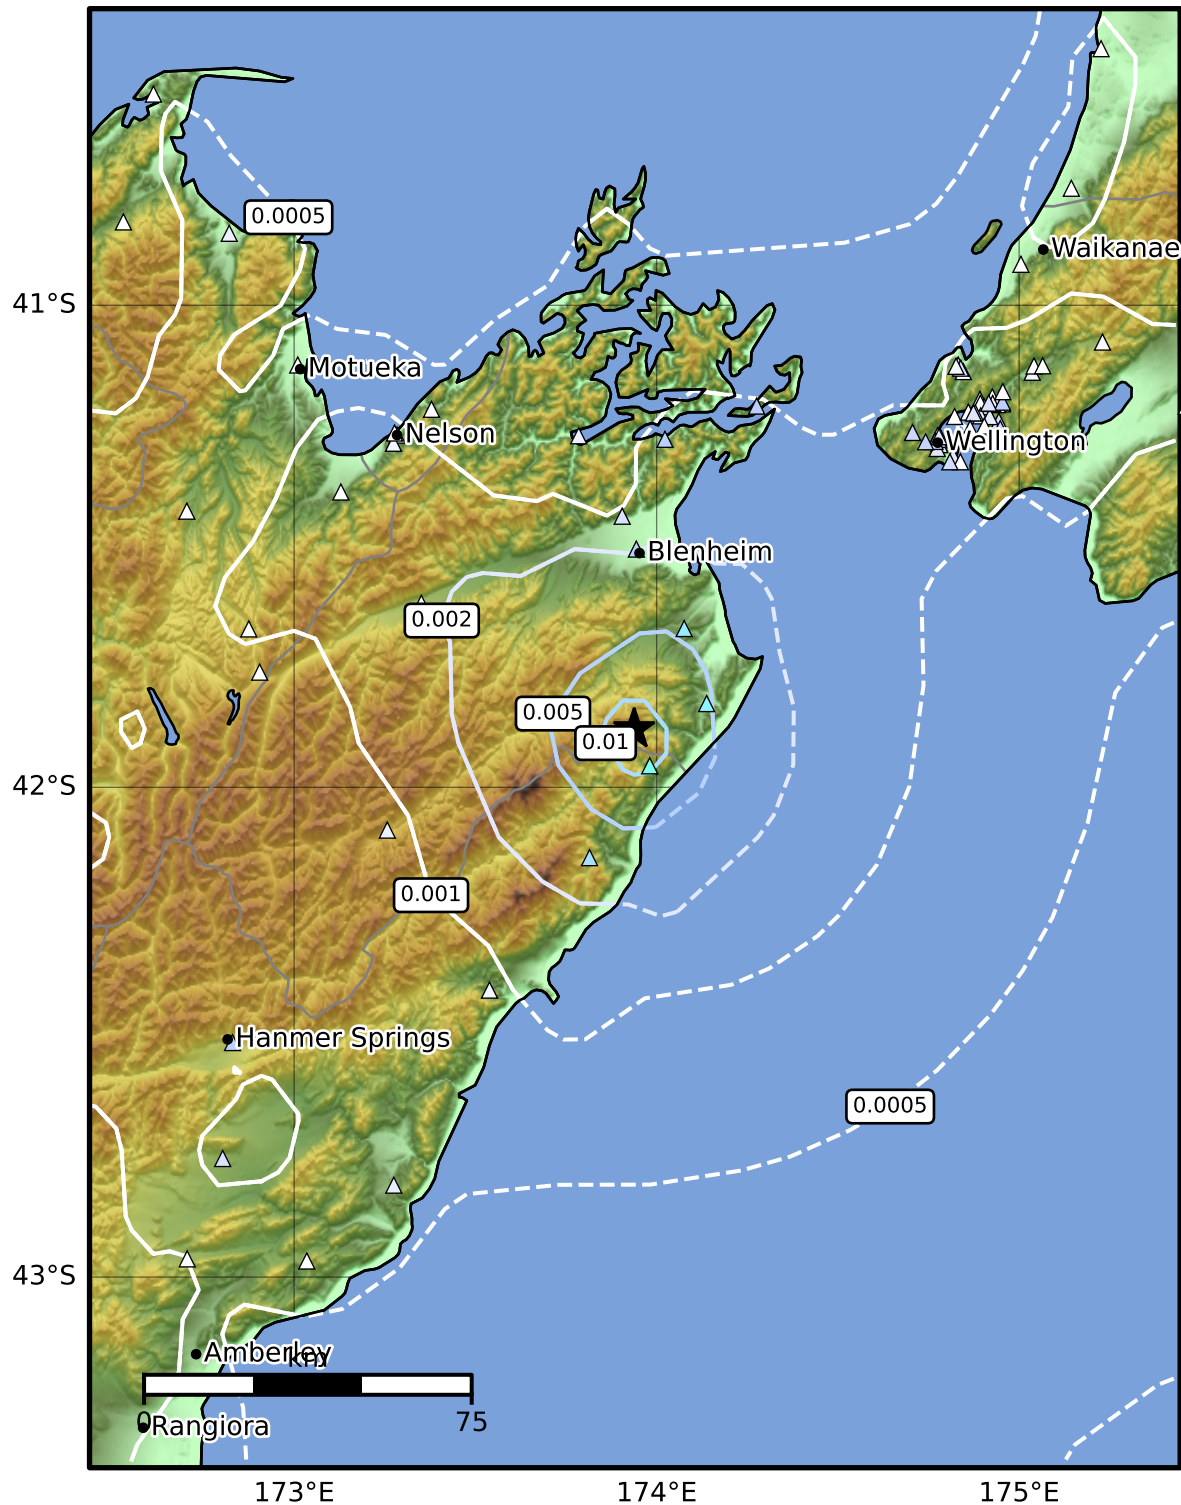 0.0005
Waikanae
41°S
Motueka
Nelson
Wellington
Blenheim
0.002
0.005
0.01
42°S
0.001
Hanmer Springs
0.0005
43°S
Amberley
km
0
75
Rangiora
173°E
174°E
175°E